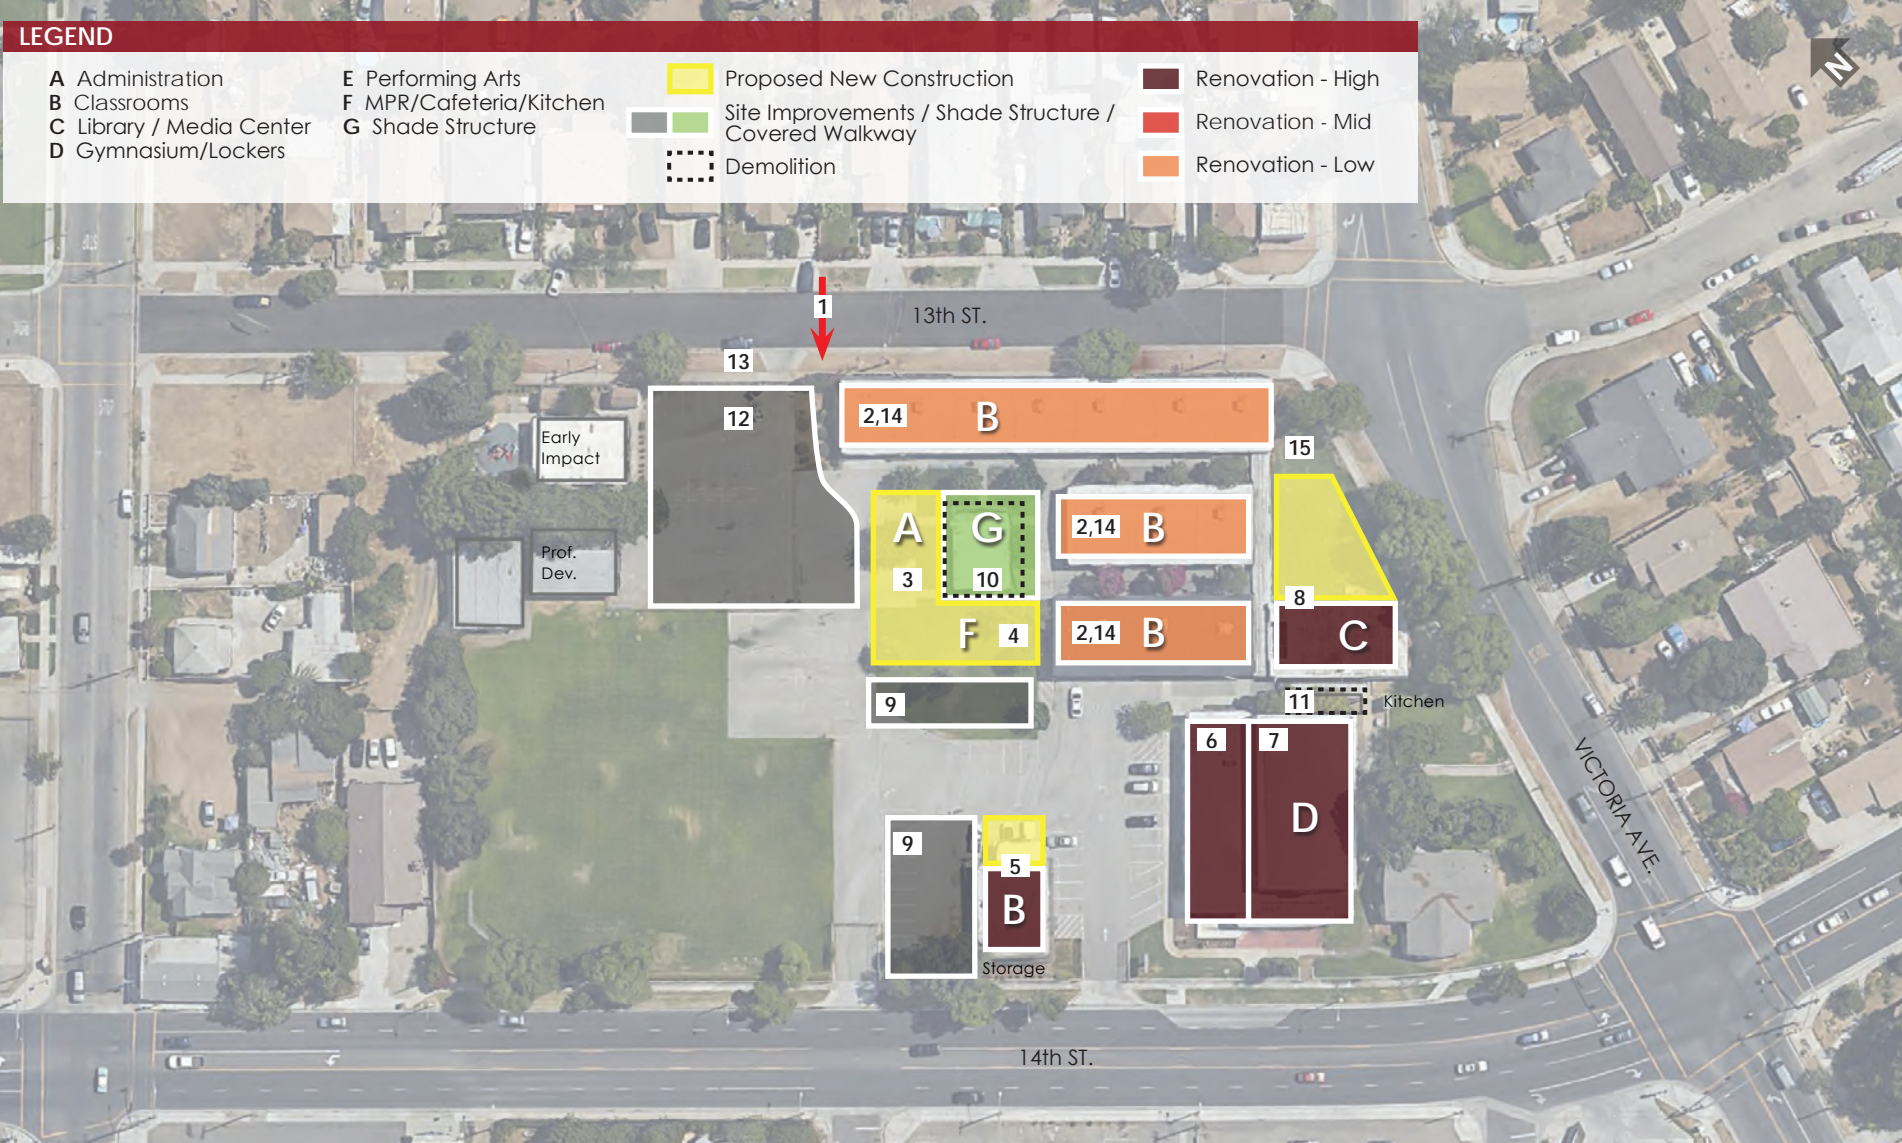 LEGEND
A Administration
B Classrooms
C Library / Media Center
D Gymnasium/Lockers
E Performing Arts
F MPR/Cafeteria/Kitchen
G Shade Structure
Proposed New Construction
Site Improvements / Shade Structure /
Covered Walkway
Demolition
Renovation - High
Renovation - Mid
Renovation - Low
N
1
13th ST.
13
12
2,14
B
Early
Impact
15
A
G
2,14
B
Prof.
Dev.
3
10
8
F
4
2,14
B
C
9
11
Kitchen
6
7
VICTORIA AVE.
D
9
5
B
Storage
14th ST.